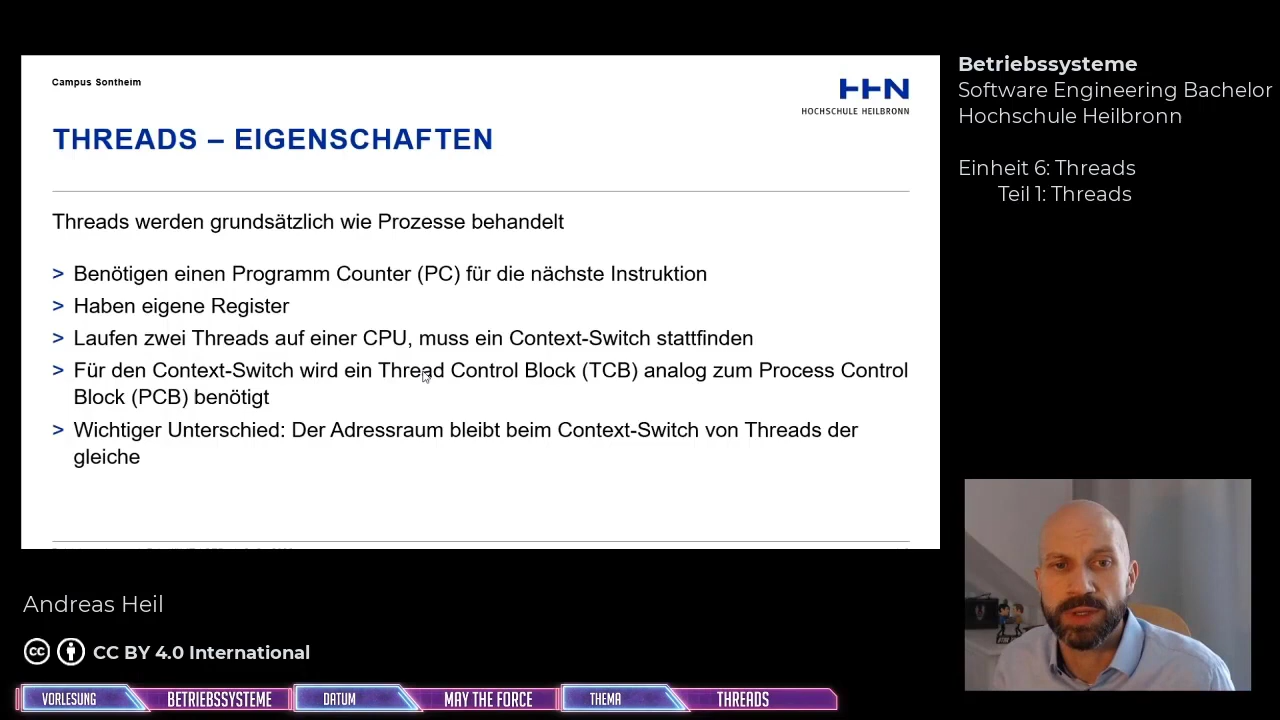 Campus Sontheim
HHN
HOCHSCHULE HEILBRONN
THREADS – EIGENSCHAFTEN
Threads werden grundsätzlich wie Prozesse behandelt
> Benötigen einen Programm Counter (PC) für die nächste Instruktion
> Haben eigene Register
> Laufen zwei Threads auf einer CPU, muss ein Context-Switch stattfinden
> Für den Context-Switch wird ein Thread Control Block (TCB) analog zum Process Control
Block (PCB) benötigt
> Wichtiger Unterschied: Der Adressraum bleibt beim Context-Switch von Threads der
gleiche
Betriebssysteme
Software Engineering Bachelor
Hochschule Heilbronn
Einheit 6: Threads
Teil 1: Threads
Andreas Heil
cc CC BY 4.0 International
VORLESUNG BETRIEBSSYSTEME DATUM MAY THE FORCE THEMA THREADS